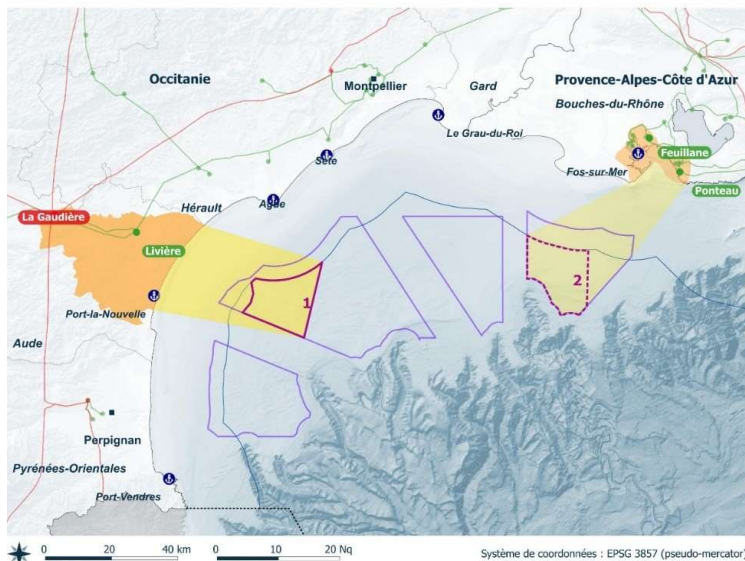 Occitanie
Montpellier
Gard
Provence-Alpes-Côte d'Azur
Bouches-du-Rhône
Le Grau-du-Roi
Sète
Feuillane
Fos-sur-Mer
Ponteau
Hérault
Agde
La Gaudière
Livière
1
2
Port-la-Nouvelle
Aude
Perpignan
Pyrénées-Orientales
Port-Vendres
0 20 40 km
0 10 20 Nq
Système de coordonnées : EPSG 3857 (pseudo-mercator)